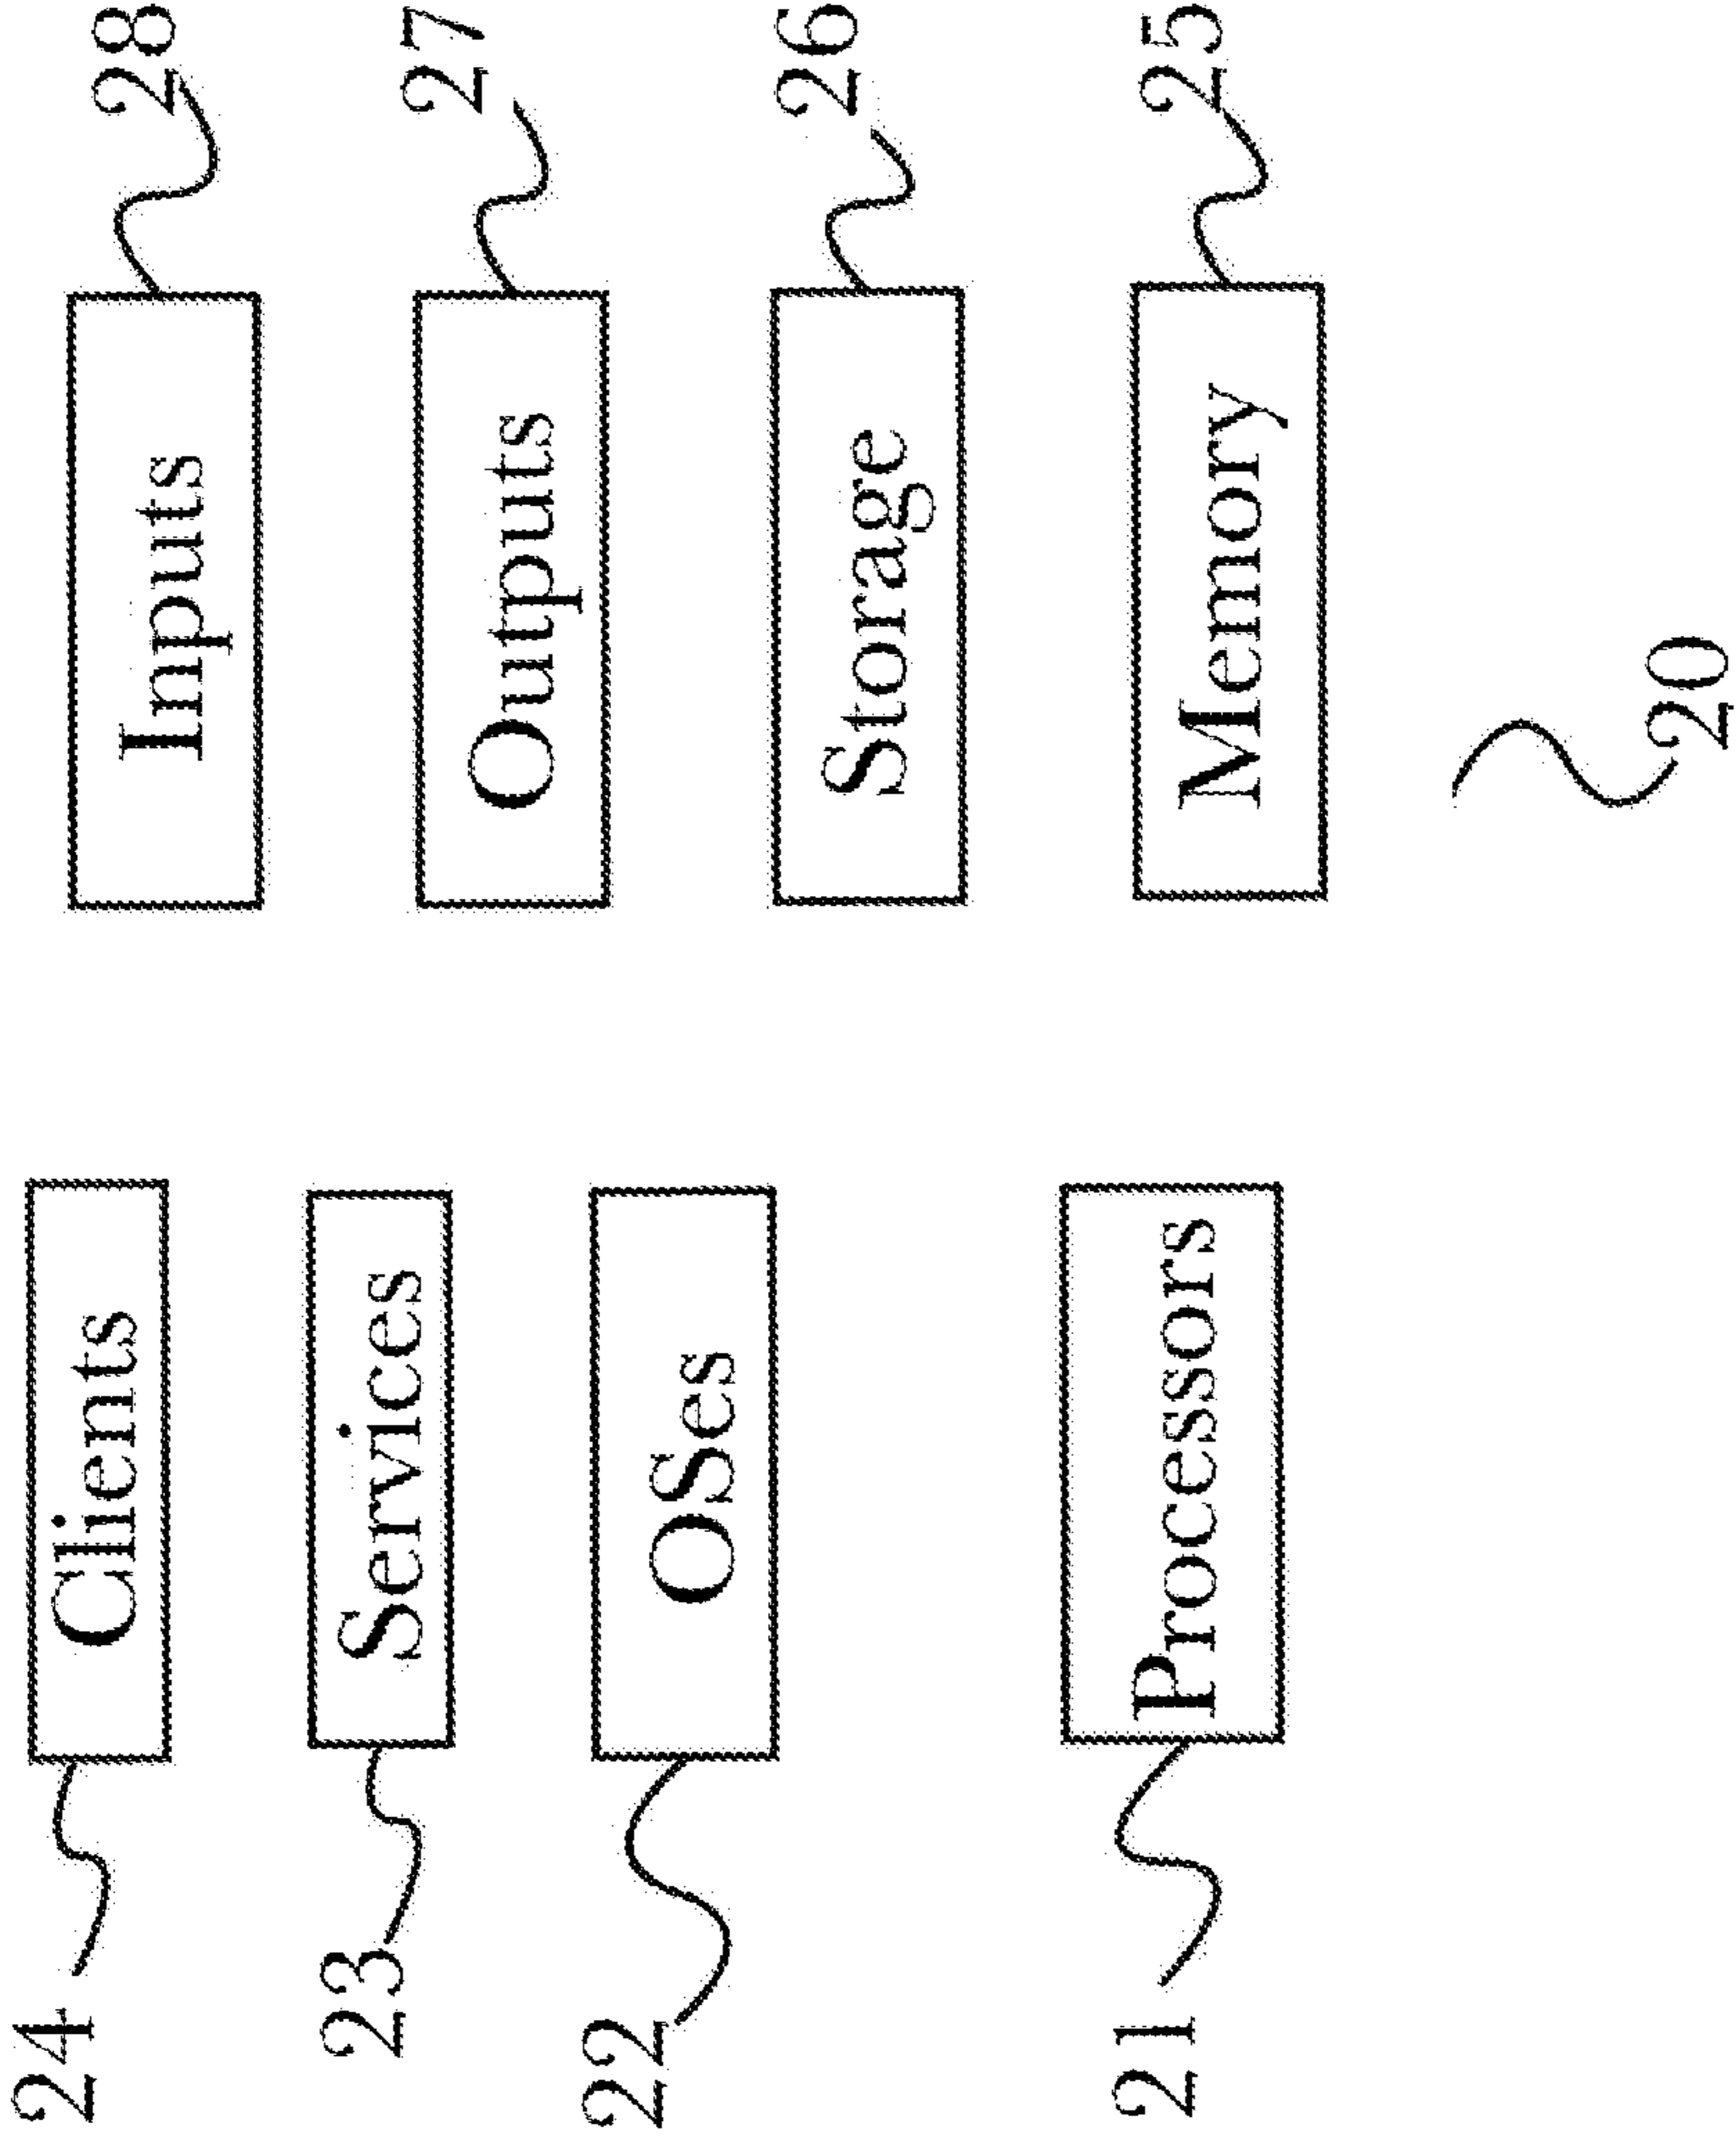 24 Clients Inputs 28
23 Services Outputs 27
22 OSes Storage 26
21 Processors Memory 25
20